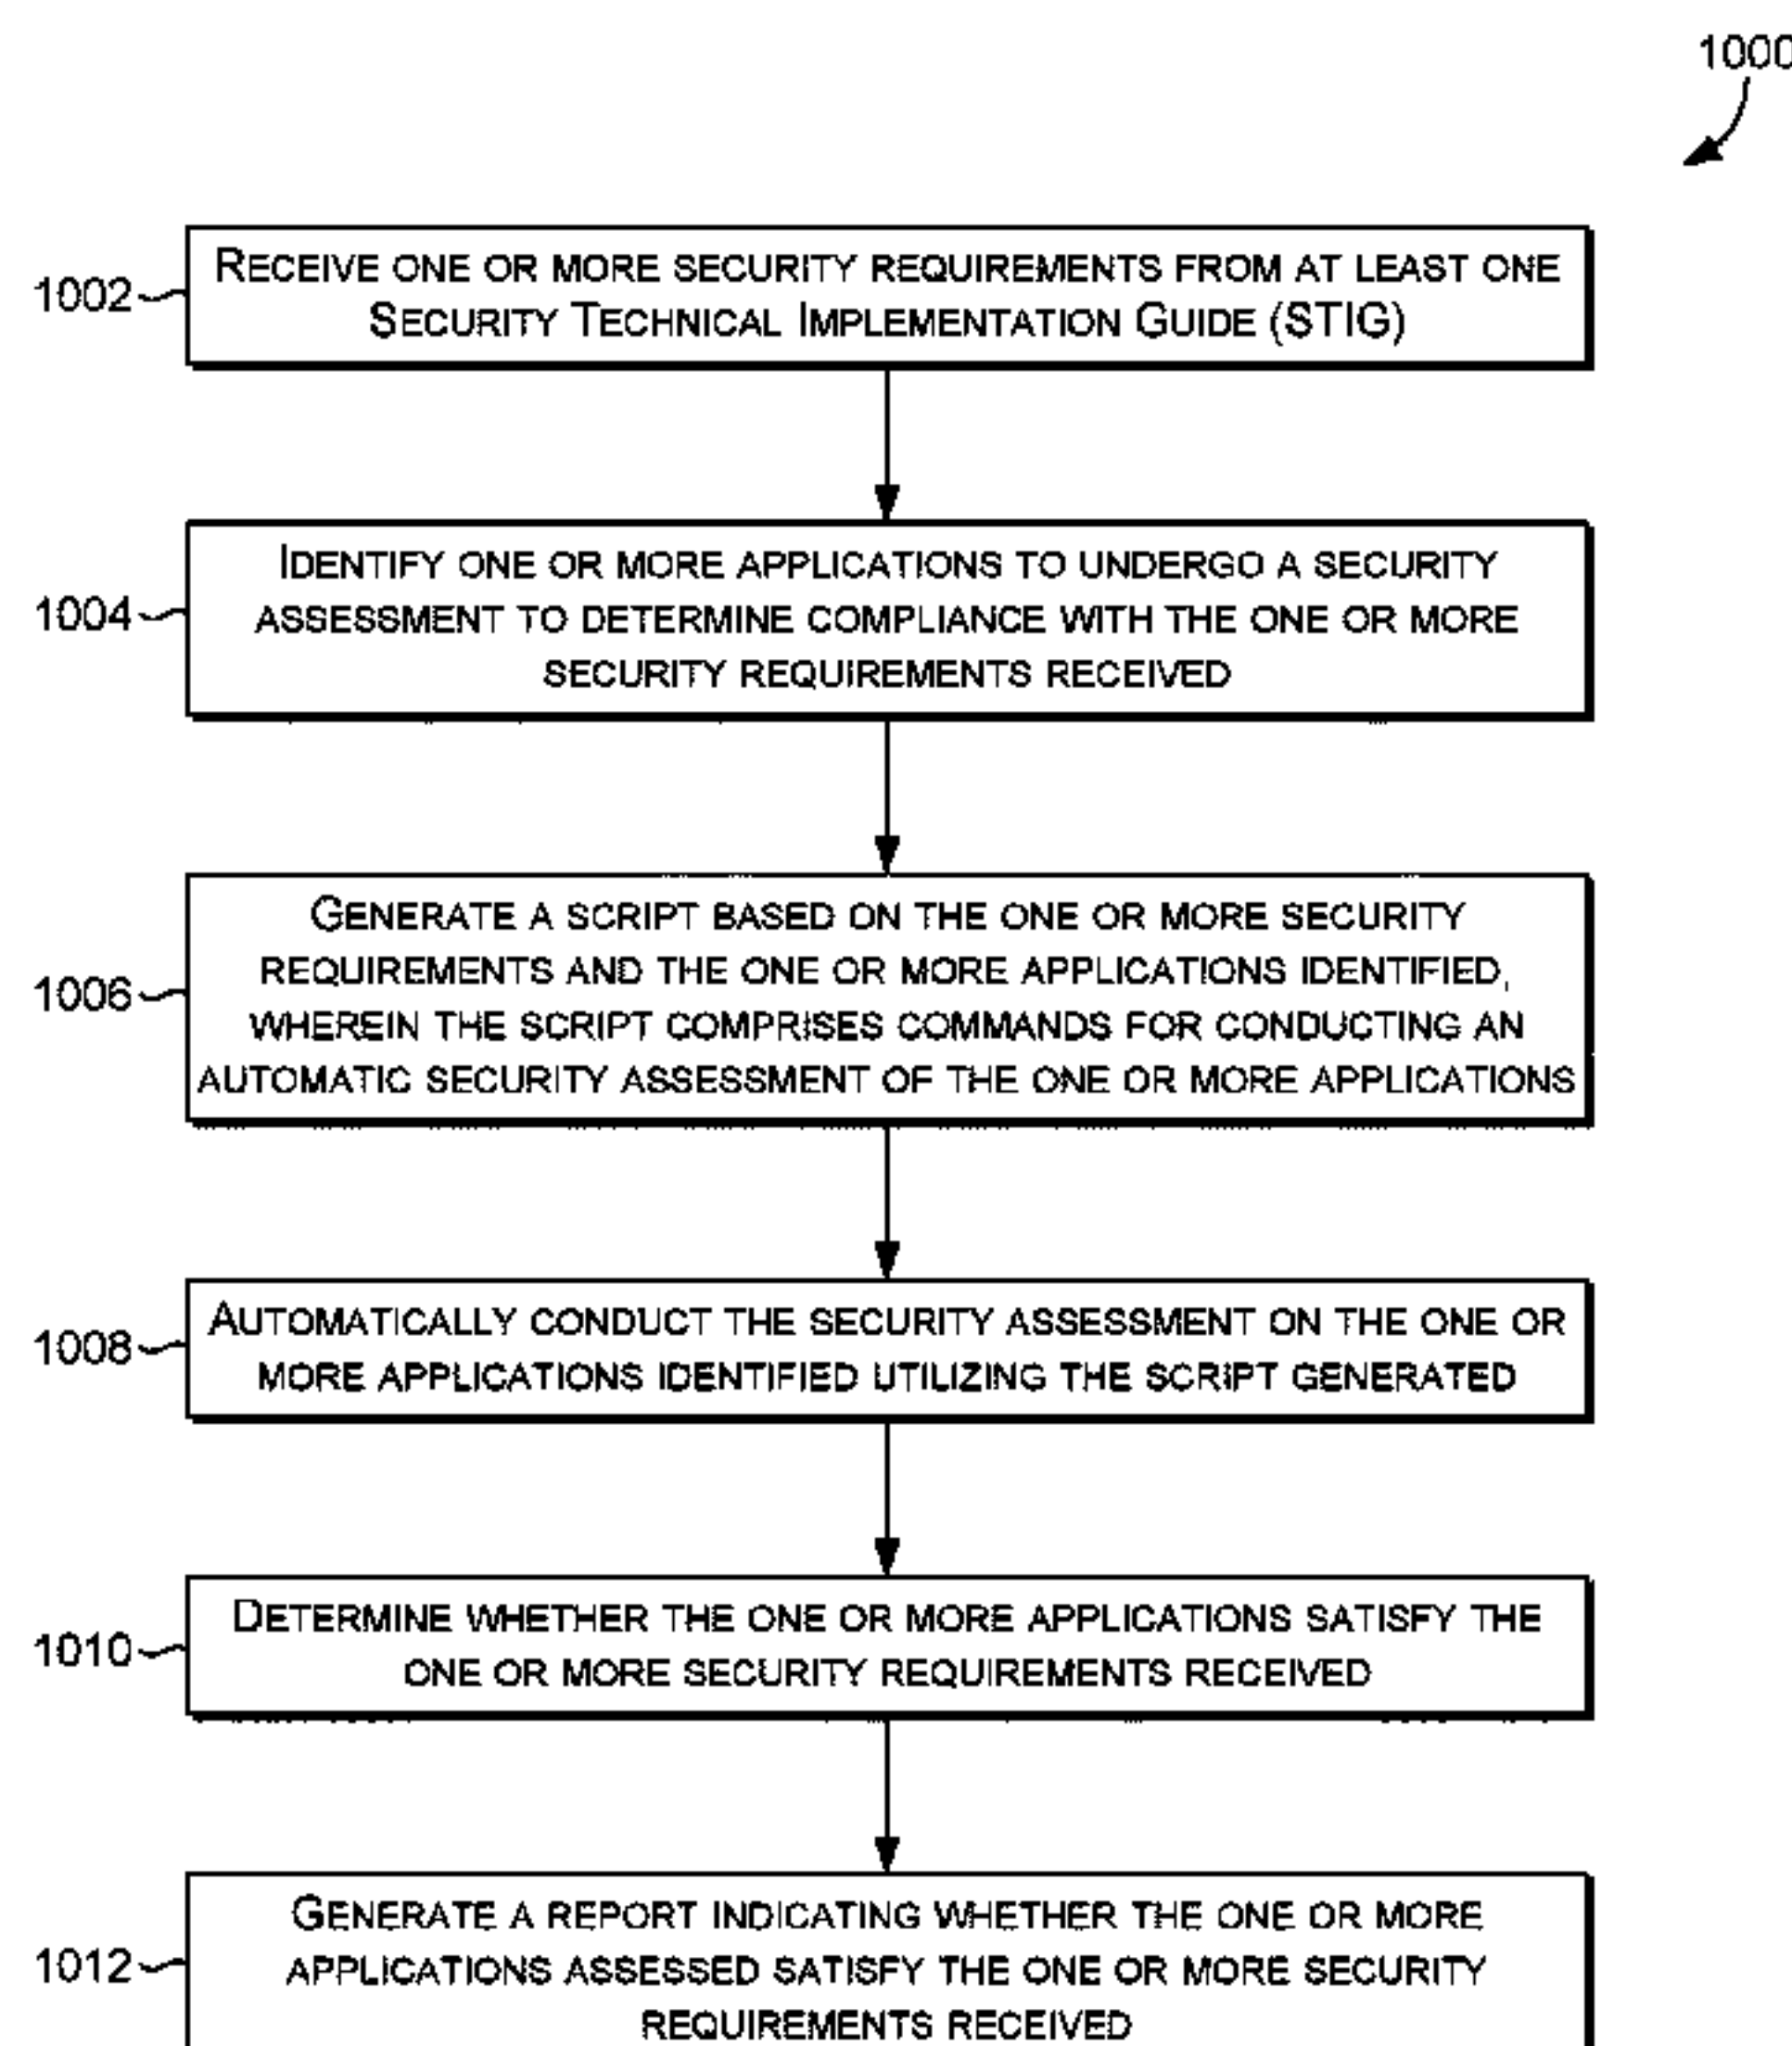 1000
1002
RECEIVE ONE OR MORE SECURITY REQUIREMENTS FROM AT LEAST ONE
SECURITY TECHNICAL IMPLEMENTATION GUIDE (STIG)
1004
IDENTIFY ONE OR MORE APPLICATIONS TO UNDERGO A SECURITY
ASSESSMENT TO DETERMINE COMPLIANCE WITH THE ONE OR MORE
SECURITY REQUIREMENTS RECEIVED
1006
GENERATE A SCRIPT BASED ON THE ONE OR MORE SECURITY
REQUIREMENTS AND THE ONE OR MORE APPLICATIONS IDENTIFIED,
WHEREIN THE SCRIPT COMPRISES COMMANDS FOR CONDUCTING AN
AUTOMATIC SECURITY ASSESSMENT OF THE ONE OR MORE APPLICATIONS
1008
AUTOMATICALLY CONDUCT THE SECURITY ASSESSMENT ON THE ONE OR
MORE APPLICATIONS IDENTIFIED UTILIZING THE SCRIPT GENERATED
1010
DETERMINE WHETHER THE ONE OR MORE APPLICATIONS SATISFY THE
ONE OR MORE SECURITY REQUIREMENTS RECEIVED
1012
GENERATE A REPORT INDICATING WHETHER THE ONE OR MORE
APPLICATIONS ASSESSED SATISFY THE ONE OR MORE SECURITY
REQUIREMENTS RECEIVED